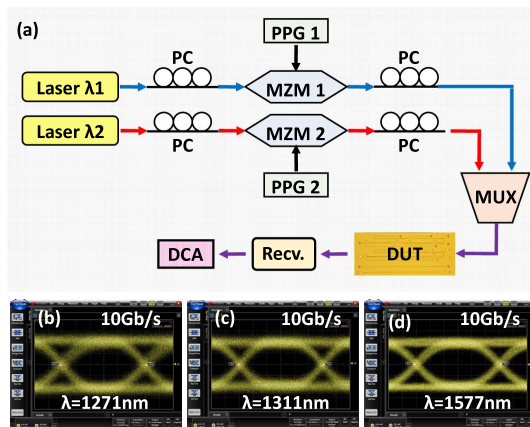 (a)
PPG 1
PC
PC
Laser λ1
MZM 1
Laser λ2
MZM 2
PC
PC
PPG 2
MUX
DCA
Recv.
DUT
(b)
10Gb/s
λ=1271nm
(c)
10Gb/s
λ=1311nm
(d)
10Gb/s
λ=1577nm